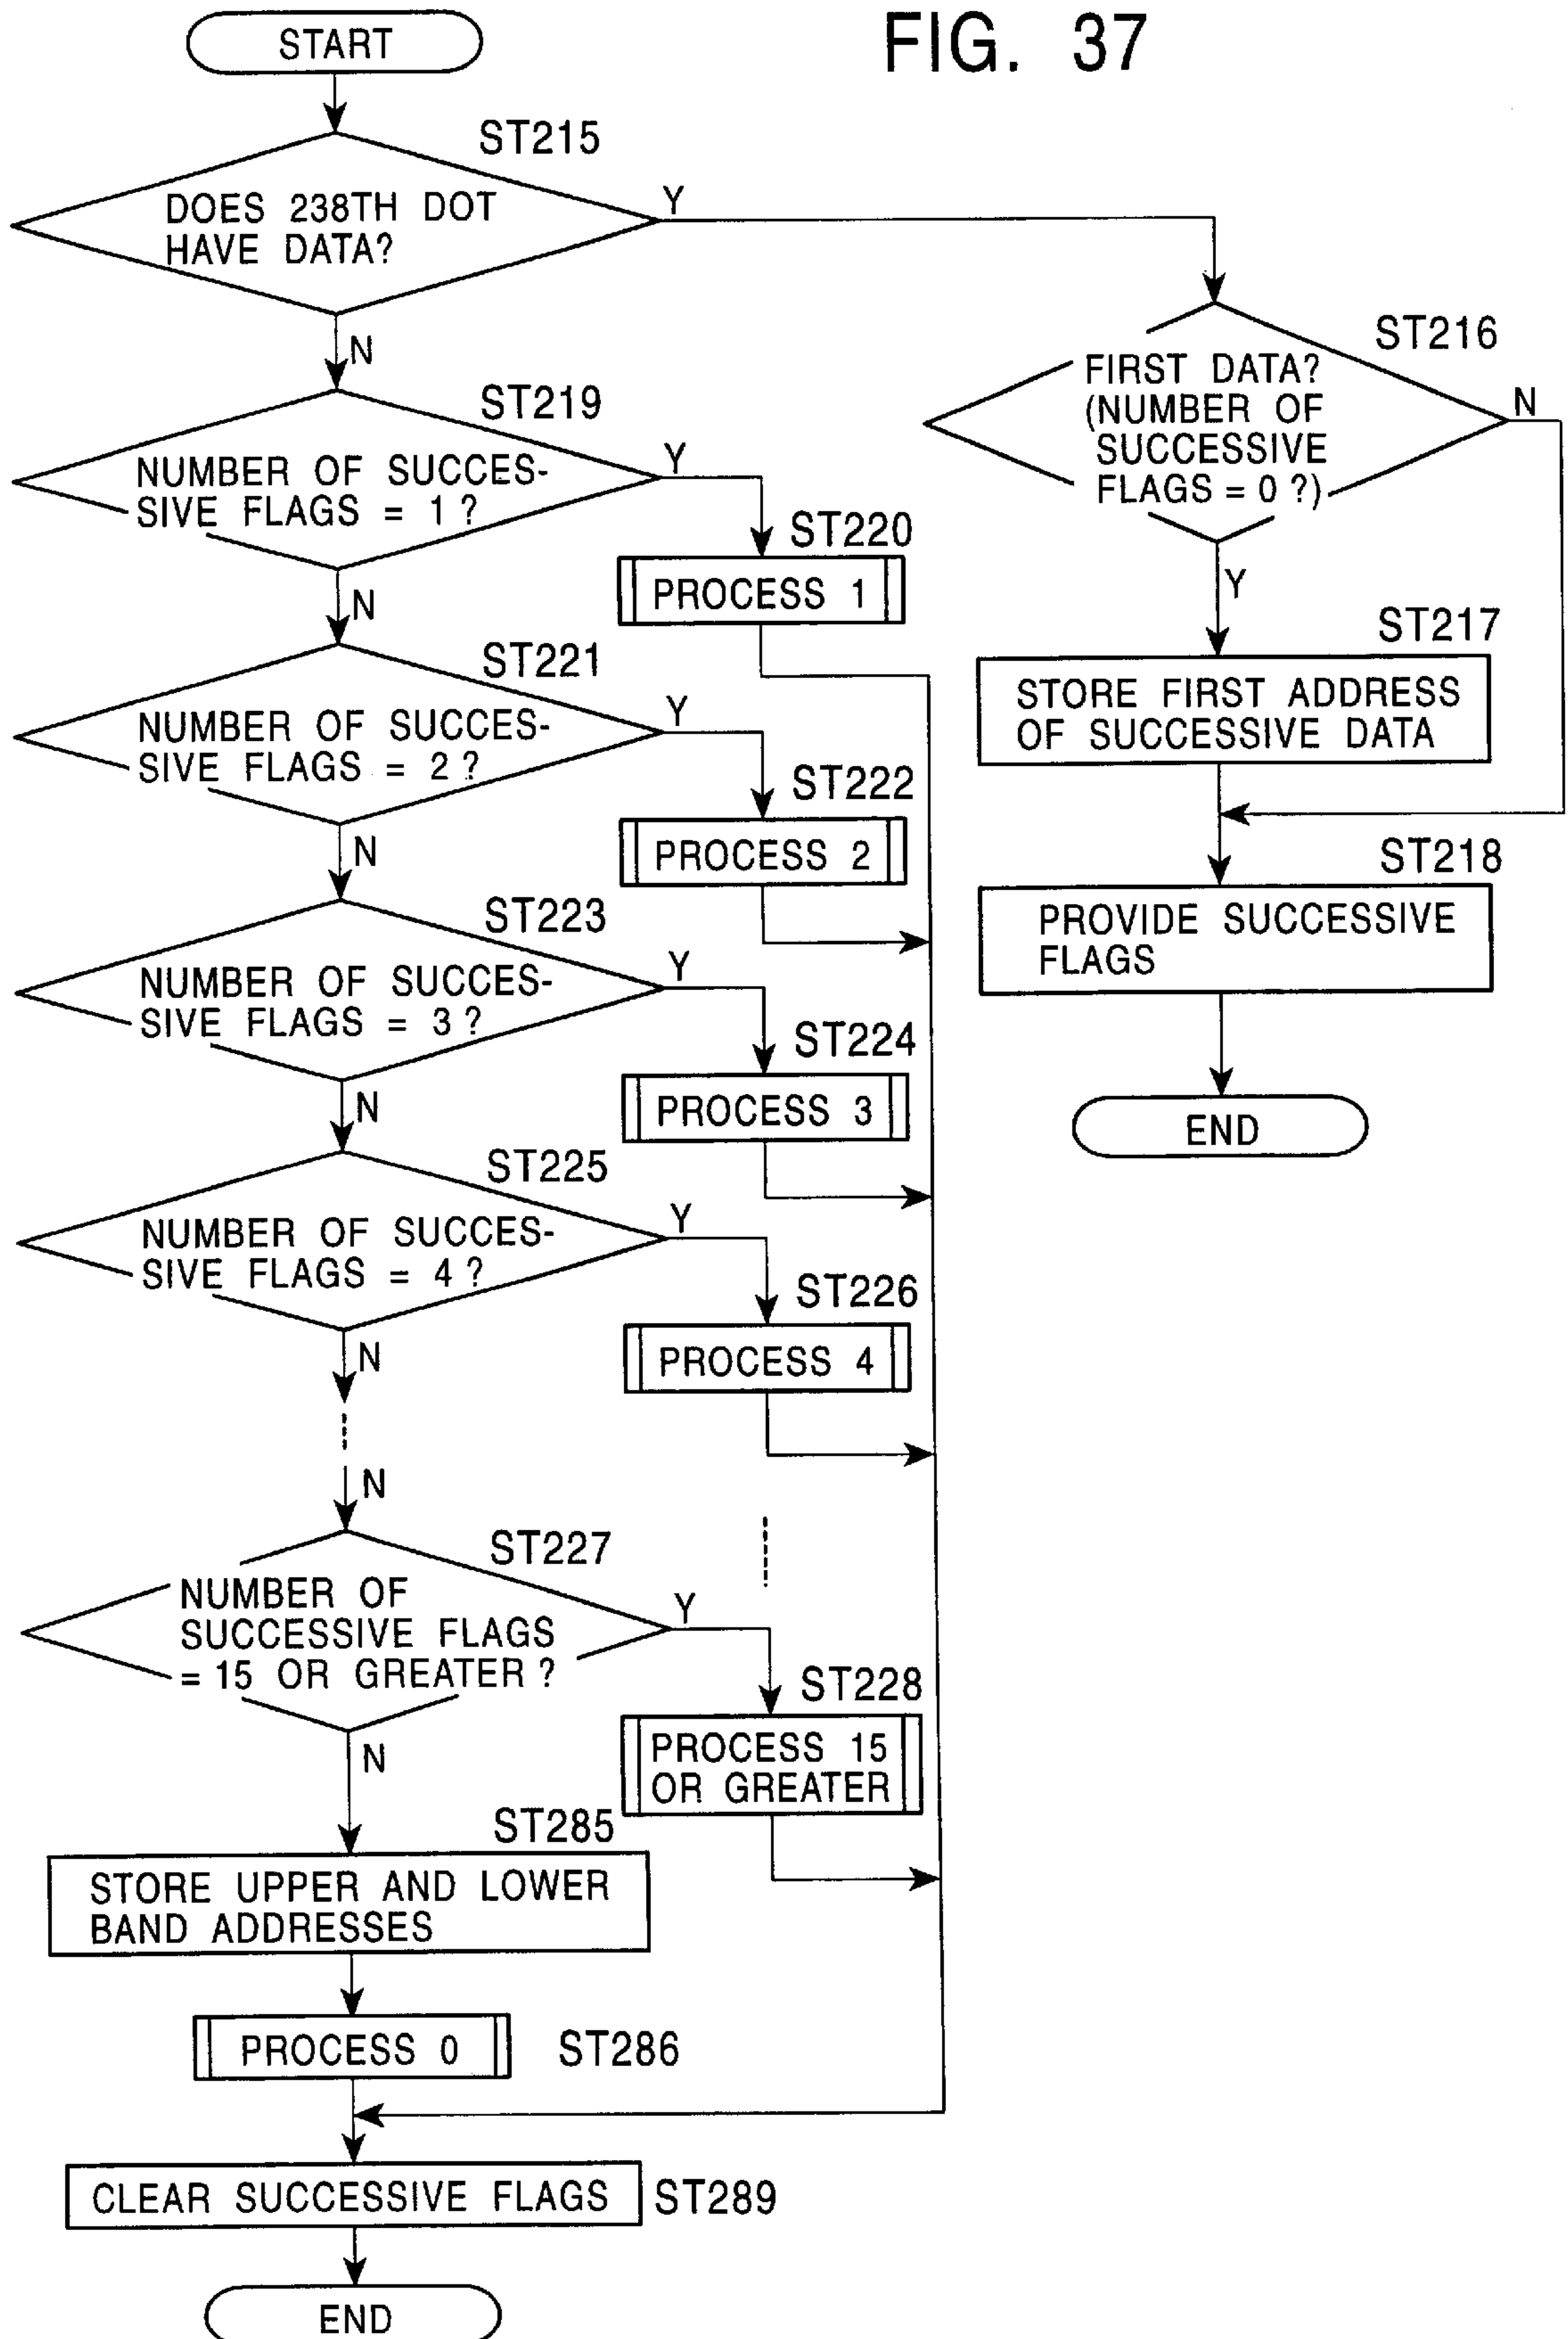 FIG. 37
START
ST215
DOES 238TH DOT
HAVE DATA?
Y
N
ST216
FIRST DATA?
(NUMBER OF
SUCCESSIVE
FLAGS = 0 ?)
N
Y
ST217
STORE FIRST ADDRESS
OF SUCCESSIVE DATA
ST218
PROVIDE SUCCESSIVE
FLAGS
END
ST219
NUMBER OF SUCCES-
SIVE FLAGS = 1 ?
Y
N
ST220
PROCESS 1
ST221
NUMBER OF SUCCES-
SIVE FLAGS = 2 ?
Y
N
ST222
PROCESS 2
ST223
NUMBER OF SUCCES-
SIVE FLAGS = 3 ?
Y
N
ST224
PROCESS 3
ST225
NUMBER OF SUCCES-
SIVE FLAGS = 4 ?
Y
N
ST226
PROCESS 4
N
ST227
NUMBER OF
SUCCESSIVE FLAGS
= 15 OR GREATER ?
Y
N
ST228
PROCESS 15
OR GREATER
ST285
STORE UPPER AND LOWER
BAND ADDRESSES
PROCESS 0
ST286
CLEAR SUCCESSIVE FLAGS
ST289
END